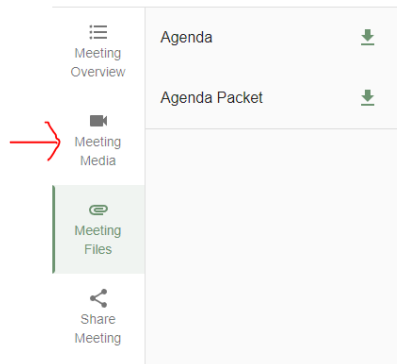 Meeting
Overview
Meeting
Media
Meeting
Files
Share
Meeting
Agenda
Agenda Packet